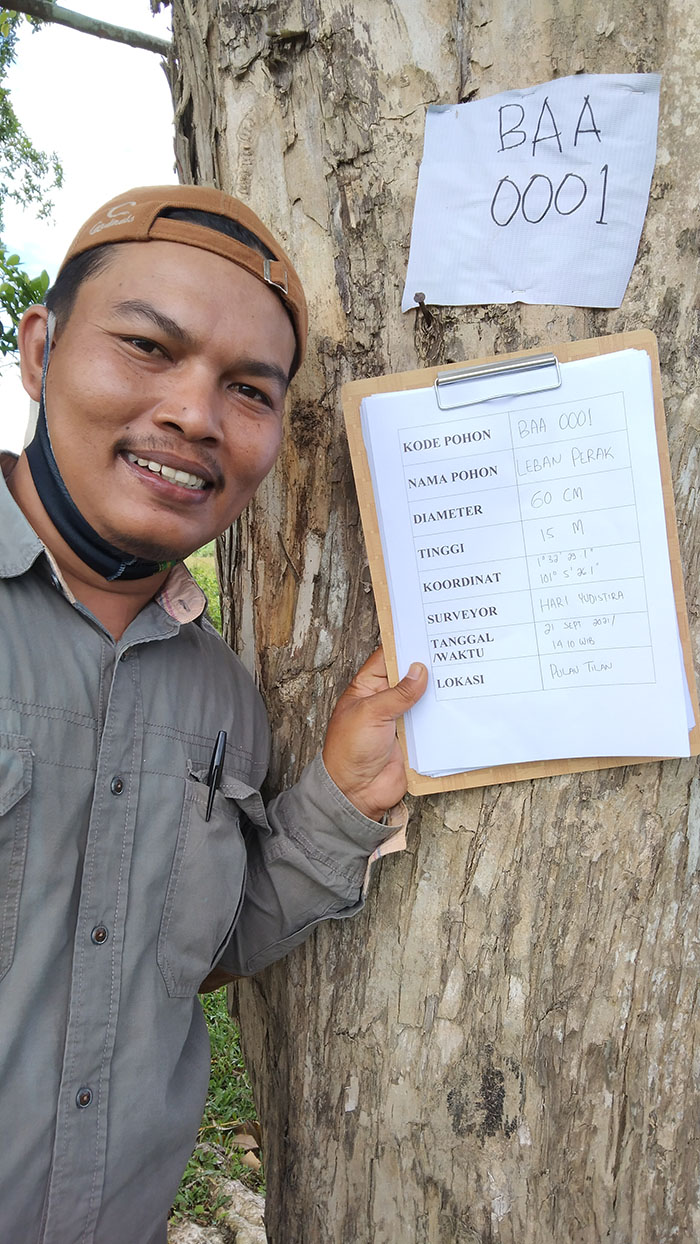 BAA
0001
C
KODE POHON BAA 0001
NAMA POHON LEBAN PERAK
DIAMETER 60 CM
TINGGI 15 M
KOORDINAT 1° 32' 25.1"
101° 5' 26.1"
SURVEYOR HARI YUDISTIRA
TANGGAL 21 SEPT 2021/
/WAKTU 14.10 WIB
LOKASI PULAU TILAN